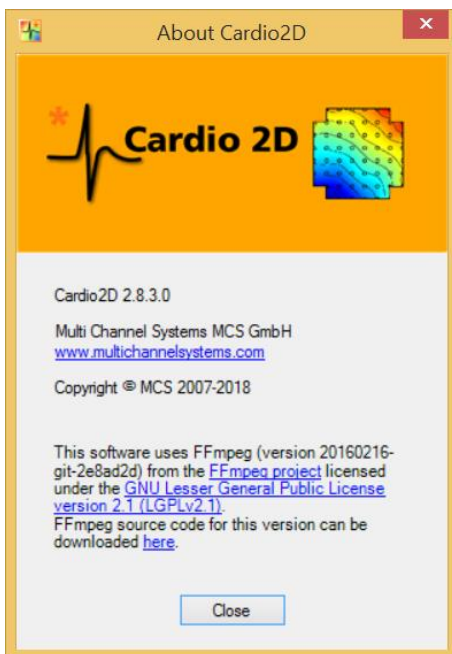 About Cardio2D
Cardio 2D
Cardio2D 2.8.3.0
Multi Channel Systems MCS GmbH
www.multichannelsystems.com
Copyright © MCS 2007-2018
This software uses FFmpeg (version 20160216-
git-2e8ad2d) from the FFmpeg project licensed
under the GNU Lesser General Public License
version 2.1 (LGPLv2.1).
FFmpeg source code for this version can be
downloaded here.
Close